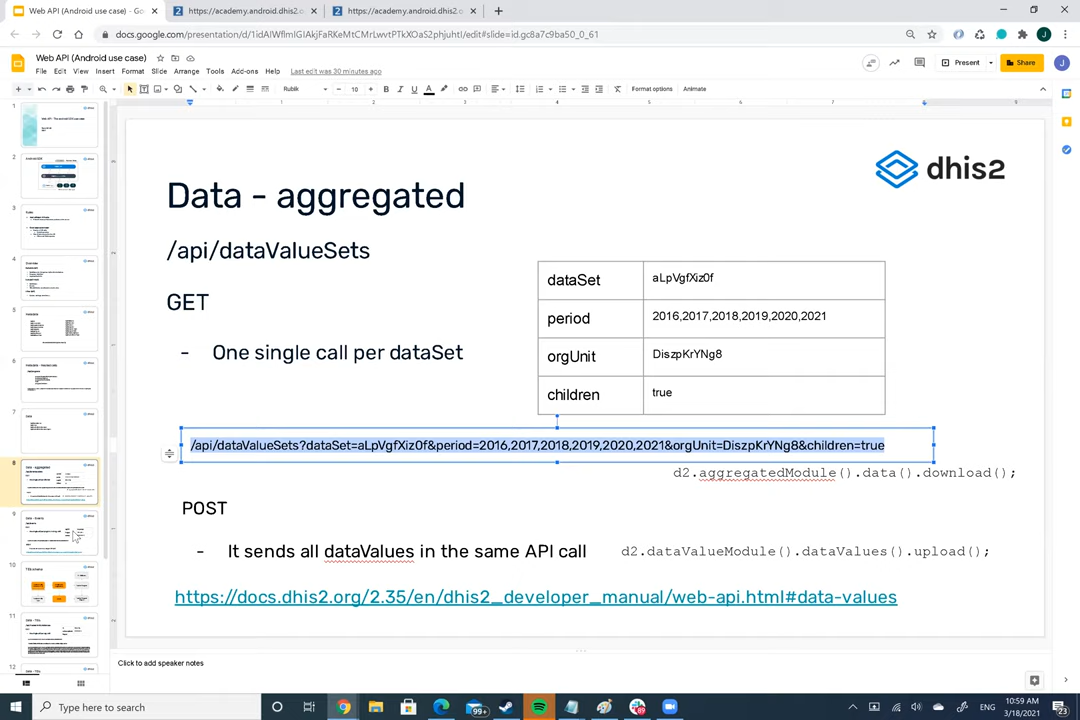 Web API (Android use case) - Go
https://academy.android.dhis2.o
https://academy.android.dhis2.o
docs.google.com/presentation/d/1idAIWflmIGIAkjFaRKeMtCMrLwvtPTkXOaS2phjuhtI/edit#slide=id.gc8a7c9ba50_0_61
Web API (Android use case)
File Edit View Insert Format Slide Arrange Tools Add-ons Help Last edit was 30 minutes ago
Present
Share
Rubik
10
Format options
Animate
Data - aggregated
dhis2
/api/dataValueSets
GET
- One single call per dataSet
dataSet aLpVgfXiz0f
period 2016,2017,2018,2019,2020,2021
orgUnit DiszpKrYNg8
children true
/api/dataValueSets?dataSet=aLpVgfXiz0f&period=2016,2017,2018,2019,2020,2021&orgUnit=DiszpKrYNg8&children=true
d2.aggregatedModule().data().download();
POST
- It sends all dataValues in the same API call
d2.dataValueModule().dataValues().upload();
https://docs.dhis2.org/2.35/en/dhis2_developer_manual/web-api.html#data-values
Click to add speaker notes
Type here to search
99+
ENG
10:59 AM
3/18/2021
23